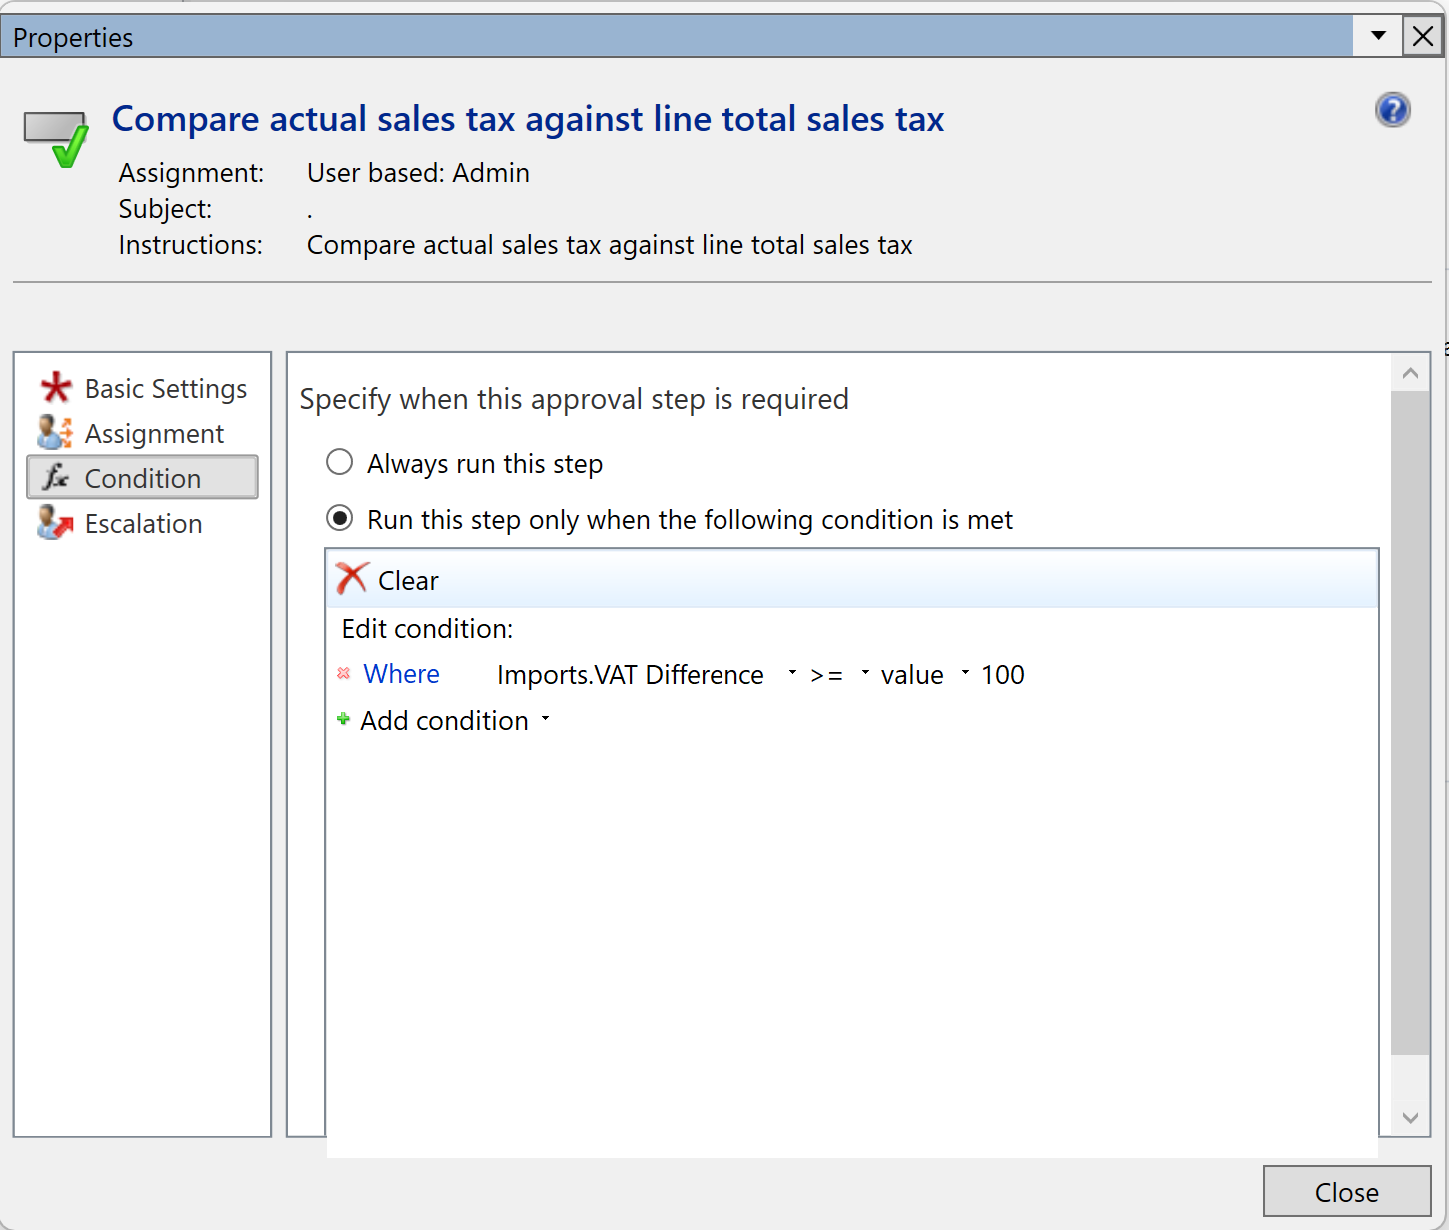 Properties
Compare actual sales tax against line total sales tax
Assignment: User based: Admin
Subject: .
Instructions: Compare actual sales tax against line total sales tax
Basic Settings
Assignment
Condition
Escalation
Specify when this approval step is required
Always run this step
Run this step only when the following condition is met
Clear
Edit condition:
Where Imports.VAT Difference >= value 100
Add condition
Close